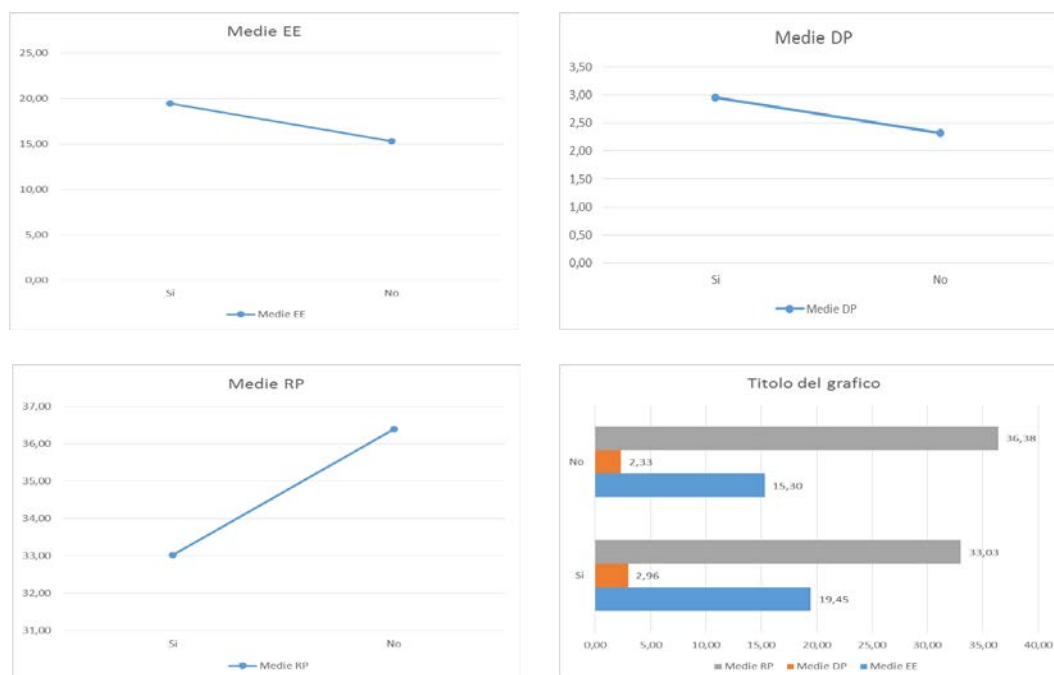 Medie EE
25,00
20,00
15,00
10,00
5,00
0,00
Si No
Medie EE
Medie DP
3,50
3,00
2,50
2,00
1,50
1,00
0,50
0,00
Si No
Medie DP
Medie RP
37,00
36,00
35,00
34,00
33,00
32,00
31,00
Si No
Medie RP
Titolo del grafico
36,38
No 2,33
15,30
33,03
Si 2,96
19,45
0,00 5,00 10,00 15,00 20,00 25,00 30,00 35,00 40,00
Medie RP Medie DP Medie EE